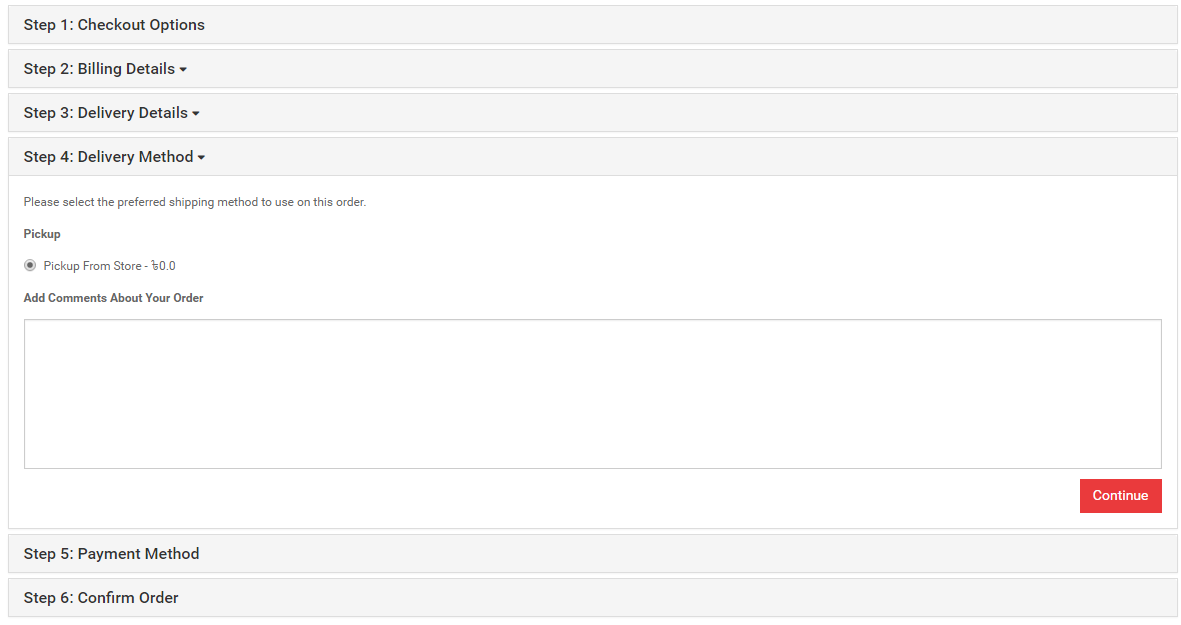 Step 1: Checkout Options
Step 2: Billing Details
Step 3: Delivery Details
Step 4: Delivery Method
Please select the preferred shipping method to use on this order.
Pickup
Pickup From Store - ৳0.0
Add Comments About Your Order
Continue
Step 5: Payment Method
Step 6: Confirm Order